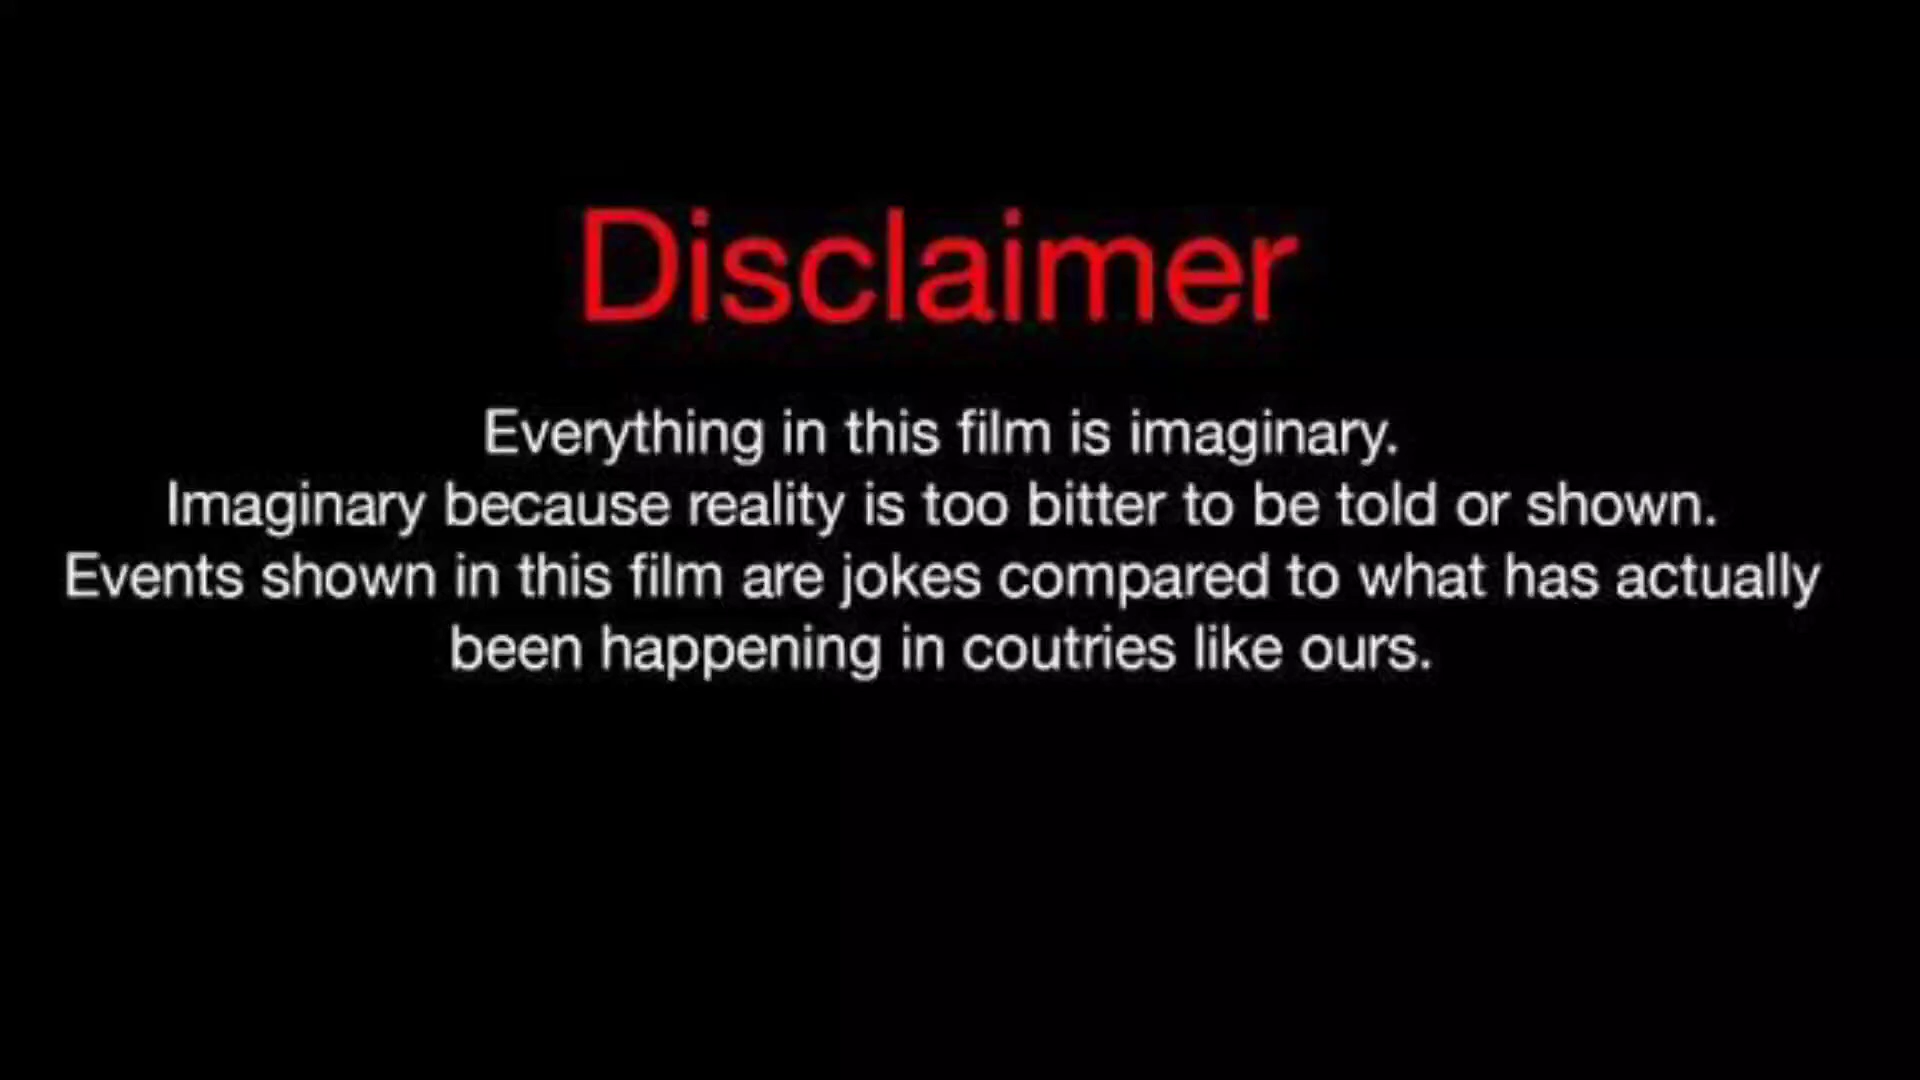 Disclaimer
Everything in this film is imaginary.
Imaginary because reality is too bitter to be told or shown.
Events shown in this film are jokes compared to what has actually
been happening in coutries like ours.